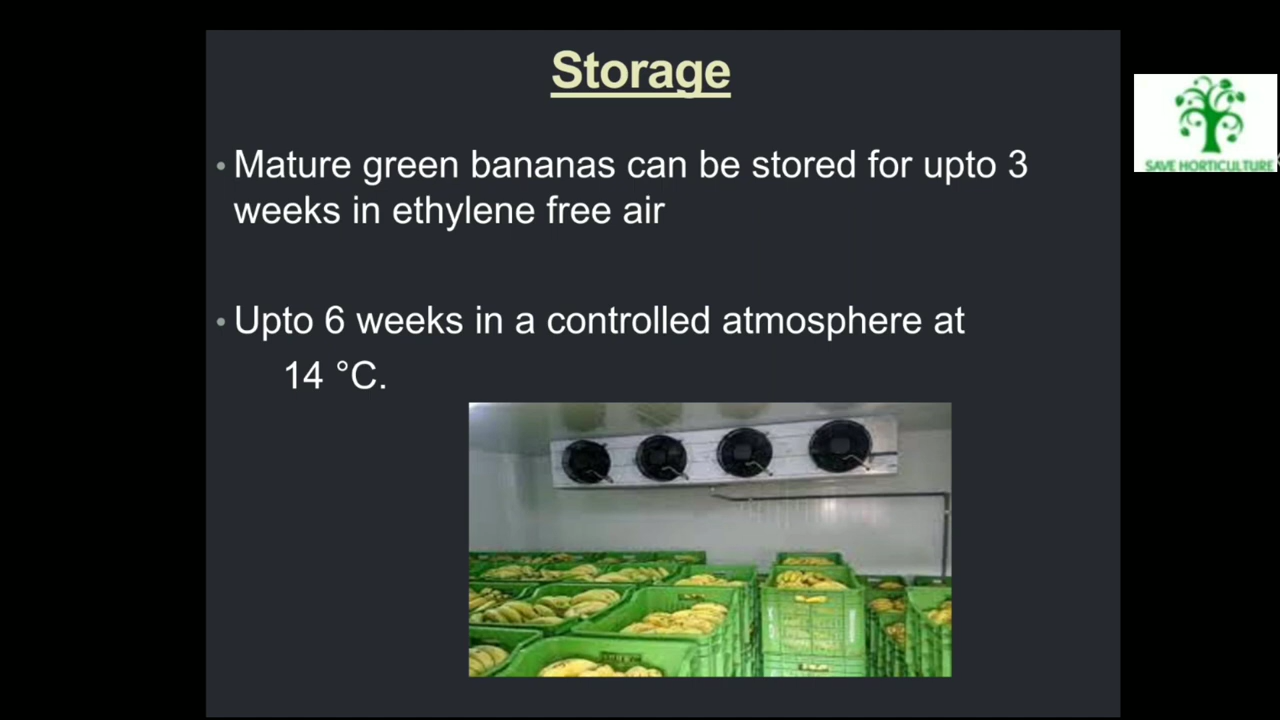 Storage
• Mature green bananas can be stored for upto 3
weeks in ethylene free air
• Upto 6 weeks in a controlled atmosphere at
14 °C.
SAVE HORTICULTURE